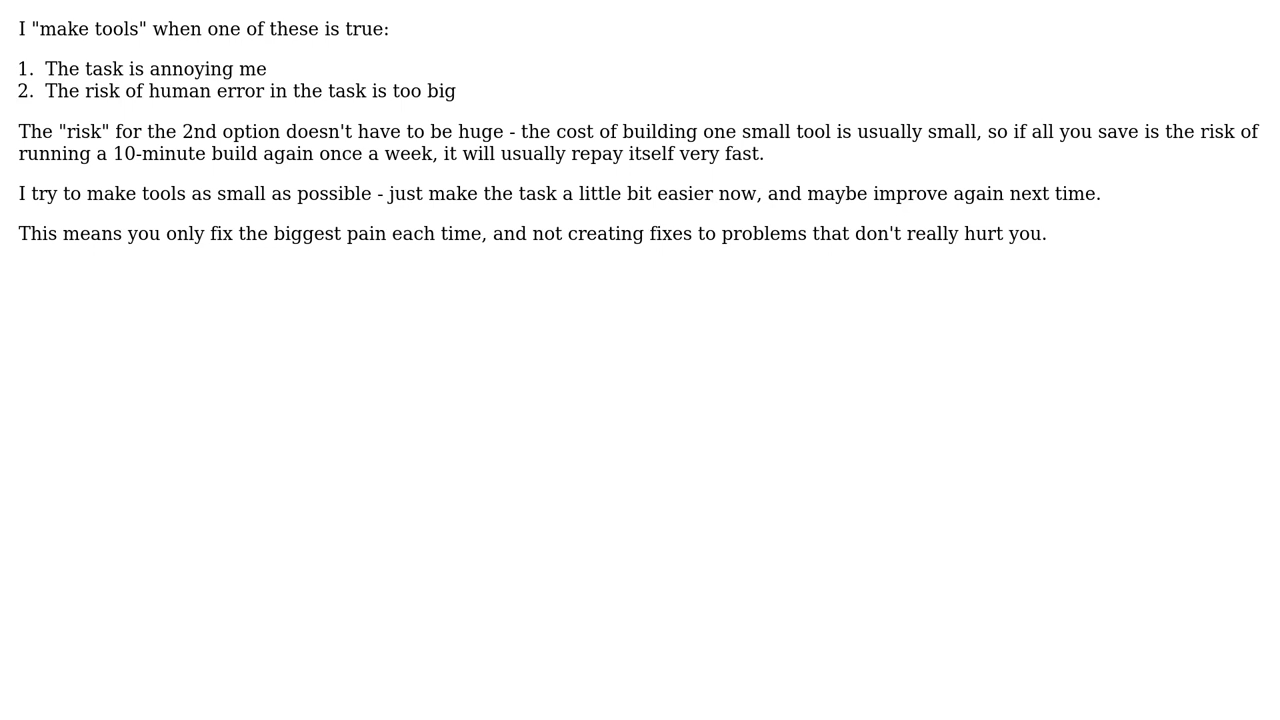 I "make tools" when one of these is true:
1. The task is annoying me
2. The risk of human error in the task is too big
The "risk" for the 2nd option doesn't have to be huge - the cost of building one small tool is usually small, so if all you save is the risk of
running a 10-minute build again once a week, it will usually repay itself very fast.
I try to make tools as small as possible - just make the task a little bit easier now, and maybe improve again next time.
This means you only fix the biggest pain each time, and not creating fixes to problems that don't really hurt you.